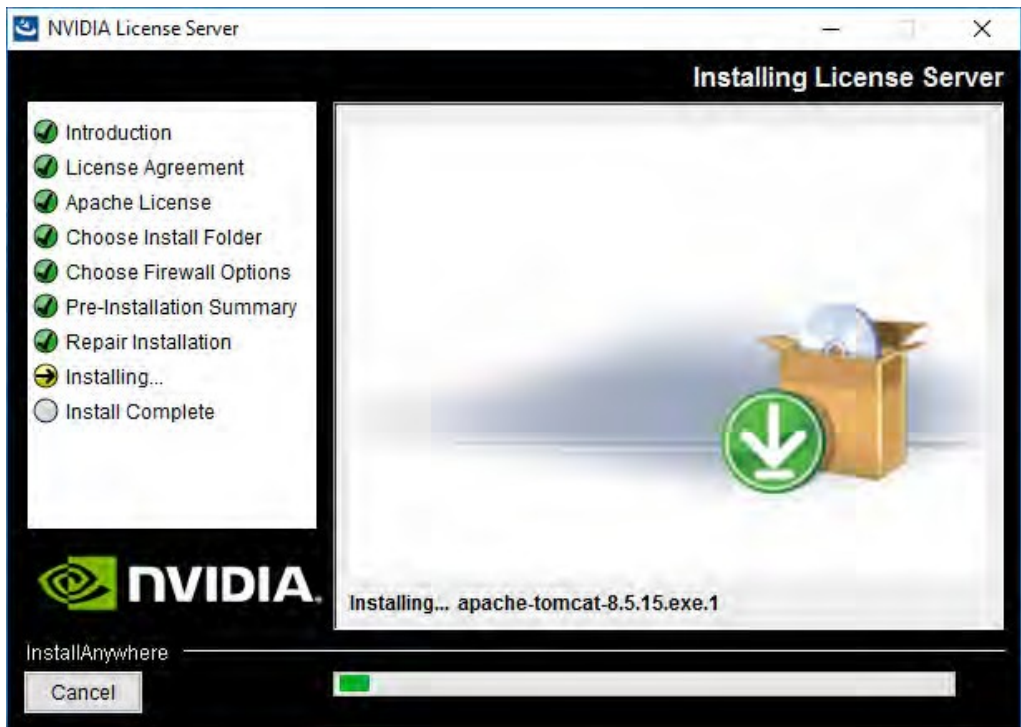 NVIDIA License Server
Installing License Server
Introduction
License Agreement
Apache License
Choose Install Folder
Choose Firewall Options
Pre-Installation Summary
Repair Installation
Installing...
Install Complete
NVIDIA.
Installing... apache-tomcat-8.5.15.exe.1
InstallAnywhere
Cancel